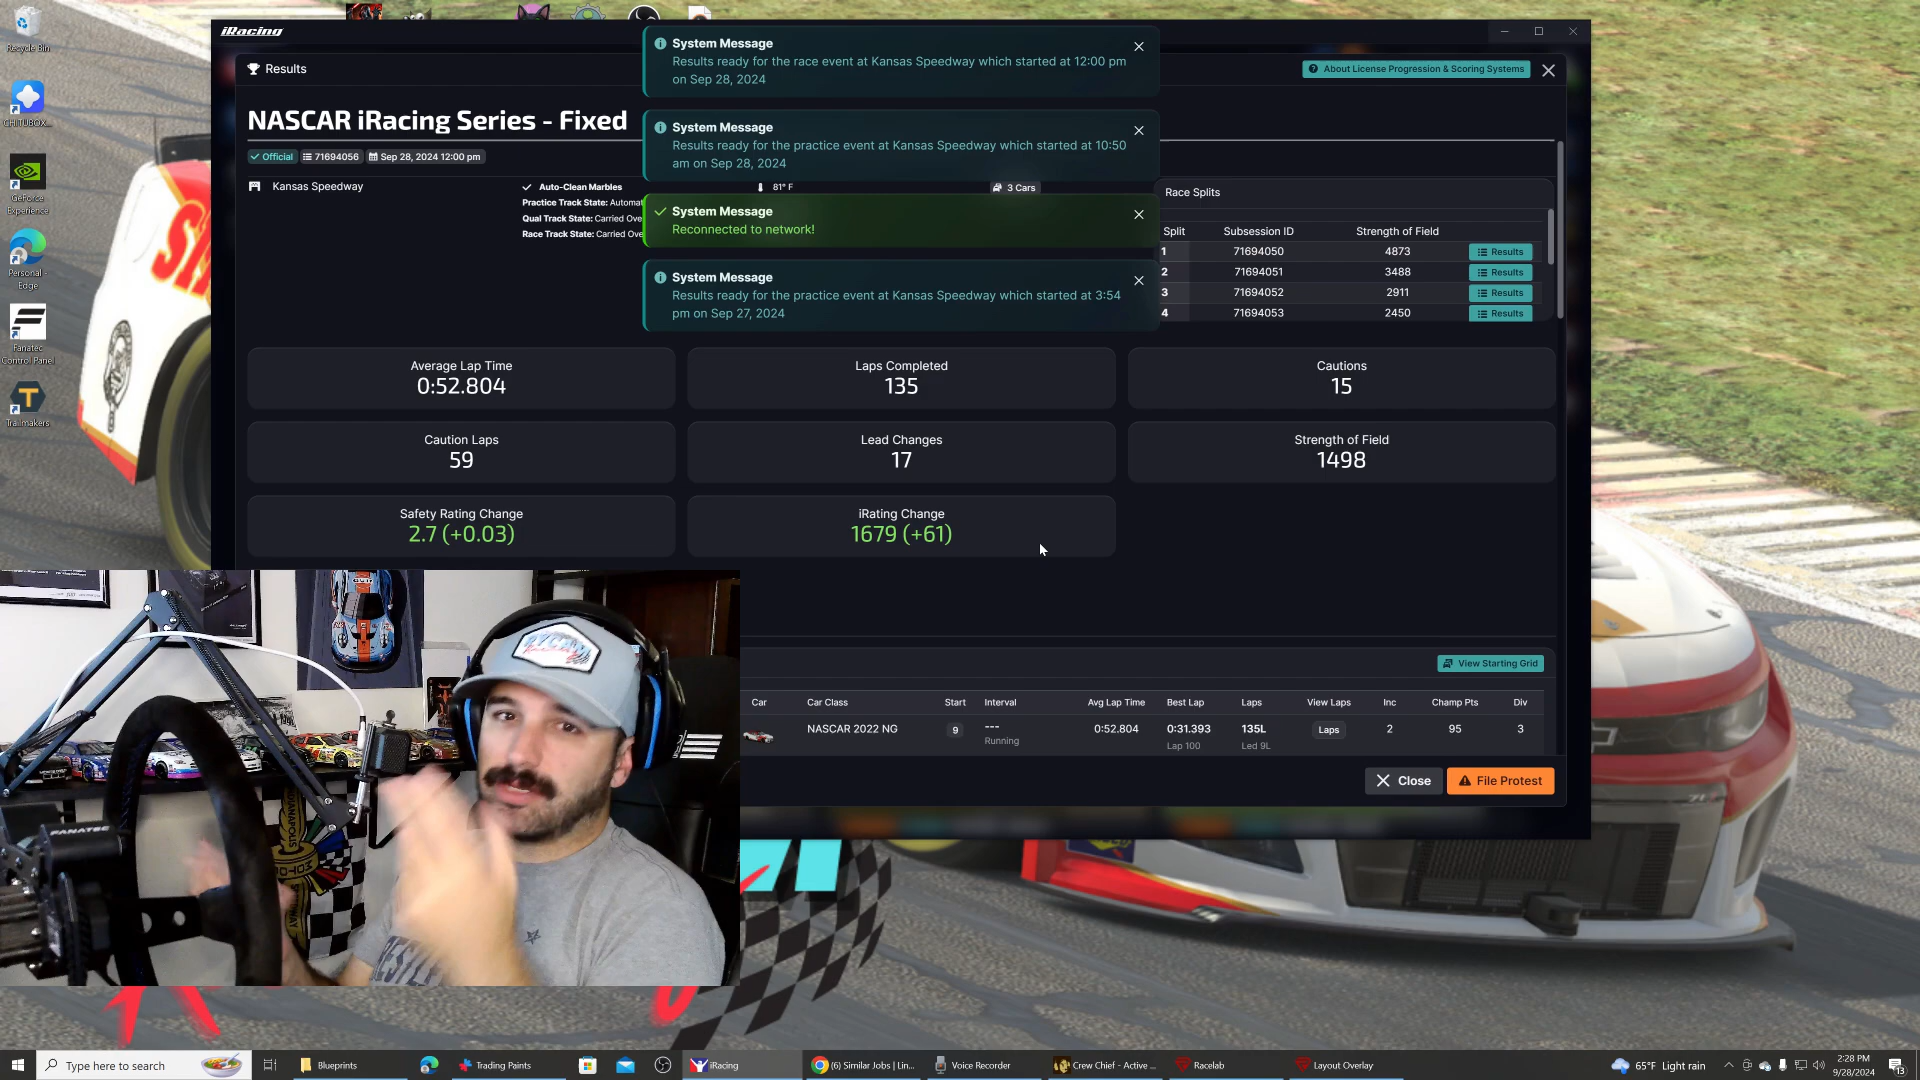 Recycle Bin
CHITUBOX...
GeForce
Experience
Personal -
Edge
Fanatec
Control Panel
Trailmakers
iRacing
Results
About License Progression & Scoring Systems
NASCAR iRacing Series - Fixed
Official
71694056
Sep 28, 2024 12:00 pm
Kansas Speedway
Auto-Clean Marbles
Practice Track State: Automat
Qual Track State: Carried Ove
Race Track State: Carried Ove
81° F
3 Cars
System Message
Results ready for the race event at Kansas Speedway which started at 12:00 pm
on Sep 28, 2024
System Message
Results ready for the practice event at Kansas Speedway which started at 10:50
am on Sep 28, 2024
System Message
Reconnected to network!
System Message
Results ready for the practice event at Kansas Speedway which started at 3:54
pm on Sep 27, 2024
Race Splits
Split Subsession ID Strength of Field
1 71694050 4873 Results
2 71694051 3488 Results
3 71694052 2911 Results
4 71694053 2450 Results
Average Lap Time
0:52.804
Laps Completed
135
Cautions
15
Caution Laps
59
Lead Changes
17
Strength of Field
1498
Safety Rating Change
2.7 (+0.03)
iRating Change
1679 (+61)
View Starting Grid
Car Car Class Start Interval Avg Lap Time Best Lap Laps View Laps Inc Champ Pts Div
NASCAR 2022 NG 9 --- 0:52.804 0:31.393 135L Laps 2 95 3
Running Lap 100 Led 9L
Close
File Protest
FANATEC
Type here to search
Blueprints
Trading Paints
iRacing
(6) Similar Jobs | Lin...
Voice Recorder
Crew Chief - Active ...
Racelab
Layout Overlay
65°F Light rain
2:28 PM
9/28/2024
13